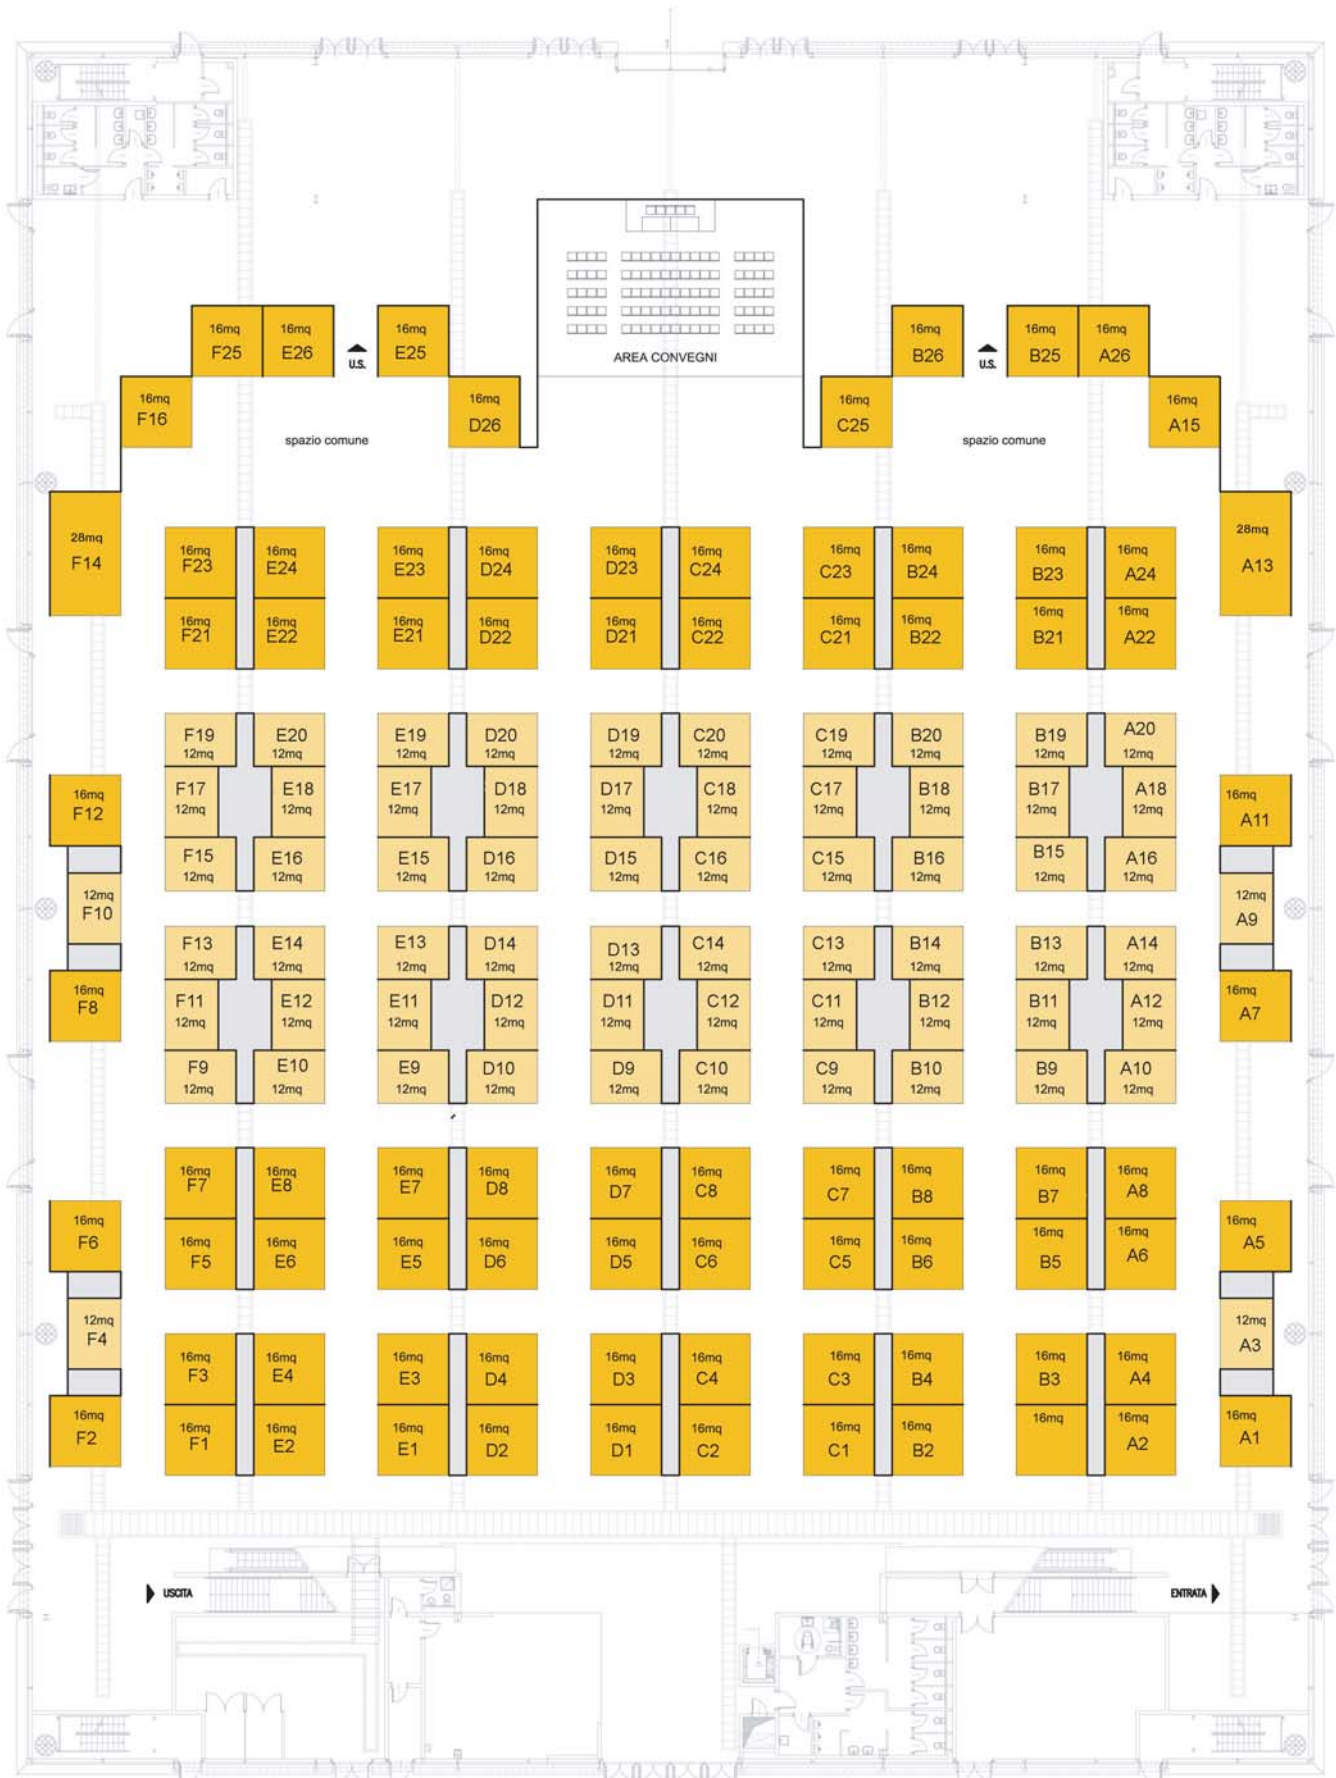 AREA CONVEGNI
16mq
F25
16mq
E26
U.S.
16mq
E25
16mq
B26
U.S.
16mq
B25
16mq
A26
16mq
F16
16mq
D26
16mq
C25
16mq
A15
spazio comune
spazio comune
28mq
F14
28mq
A13
16mq
F23
16mq
E24
16mq
E23
16mq
D24
16mq
D23
16mq
C24
16mq
C23
16mq
B24
16mq
B23
16mq
A24
16mq
F21
16mq
E22
16mq
E21
16mq
D22
16mq
D21
16mq
C22
16mq
C21
16mq
B22
16mq
B21
16mq
A22
F19
12mq
E20
12mq
E19
12mq
D20
12mq
D19
12mq
C20
12mq
C19
12mq
B20
12mq
B19
12mq
A20
12mq
F17
12mq
E18
12mq
E17
12mq
D18
12mq
D17
12mq
C18
12mq
C17
12mq
B18
12mq
B17
12mq
A18
12mq
16mq
F12
16mq
A11
F15
12mq
E16
12mq
E15
12mq
D16
12mq
D15
12mq
C16
12mq
C15
12mq
B16
12mq
B15
12mq
A16
12mq
12mq
F10
12mq
A9
F13
12mq
E14
12mq
E13
12mq
D14
12mq
D13
12mq
C14
12mq
C13
12mq
B14
12mq
B13
12mq
A14
12mq
16mq
F8
16mq
A7
F11
12mq
E12
12mq
E11
12mq
D12
12mq
D11
12mq
C12
12mq
C11
12mq
B12
12mq
B11
12mq
A12
12mq
F9
12mq
E10
12mq
E9
12mq
D10
12mq
D9
12mq
C10
12mq
C9
12mq
B10
12mq
B9
12mq
A10
12mq
16mq
F7
16mq
E8
16mq
E7
16mq
D8
16mq
D7
16mq
C8
16mq
C7
16mq
B8
16mq
B7
16mq
A8
16mq
F6
16mq
A5
16mq
F5
16mq
E6
16mq
E5
16mq
D6
16mq
D5
16mq
C6
16mq
C5
16mq
B6
16mq
B5
16mq
A6
12mq
F4
12mq
A3
16mq
F3
16mq
E4
16mq
E3
16mq
D4
16mq
D3
16mq
C4
16mq
C3
16mq
B4
16mq
B3
16mq
A4
16mq
F2
16mq
A1
16mq
F1
16mq
E2
16mq
E1
16mq
D2
16mq
D1
16mq
C2
16mq
C1
16mq
B2
16mq
16mq
A2
USCITA
ENTRATA